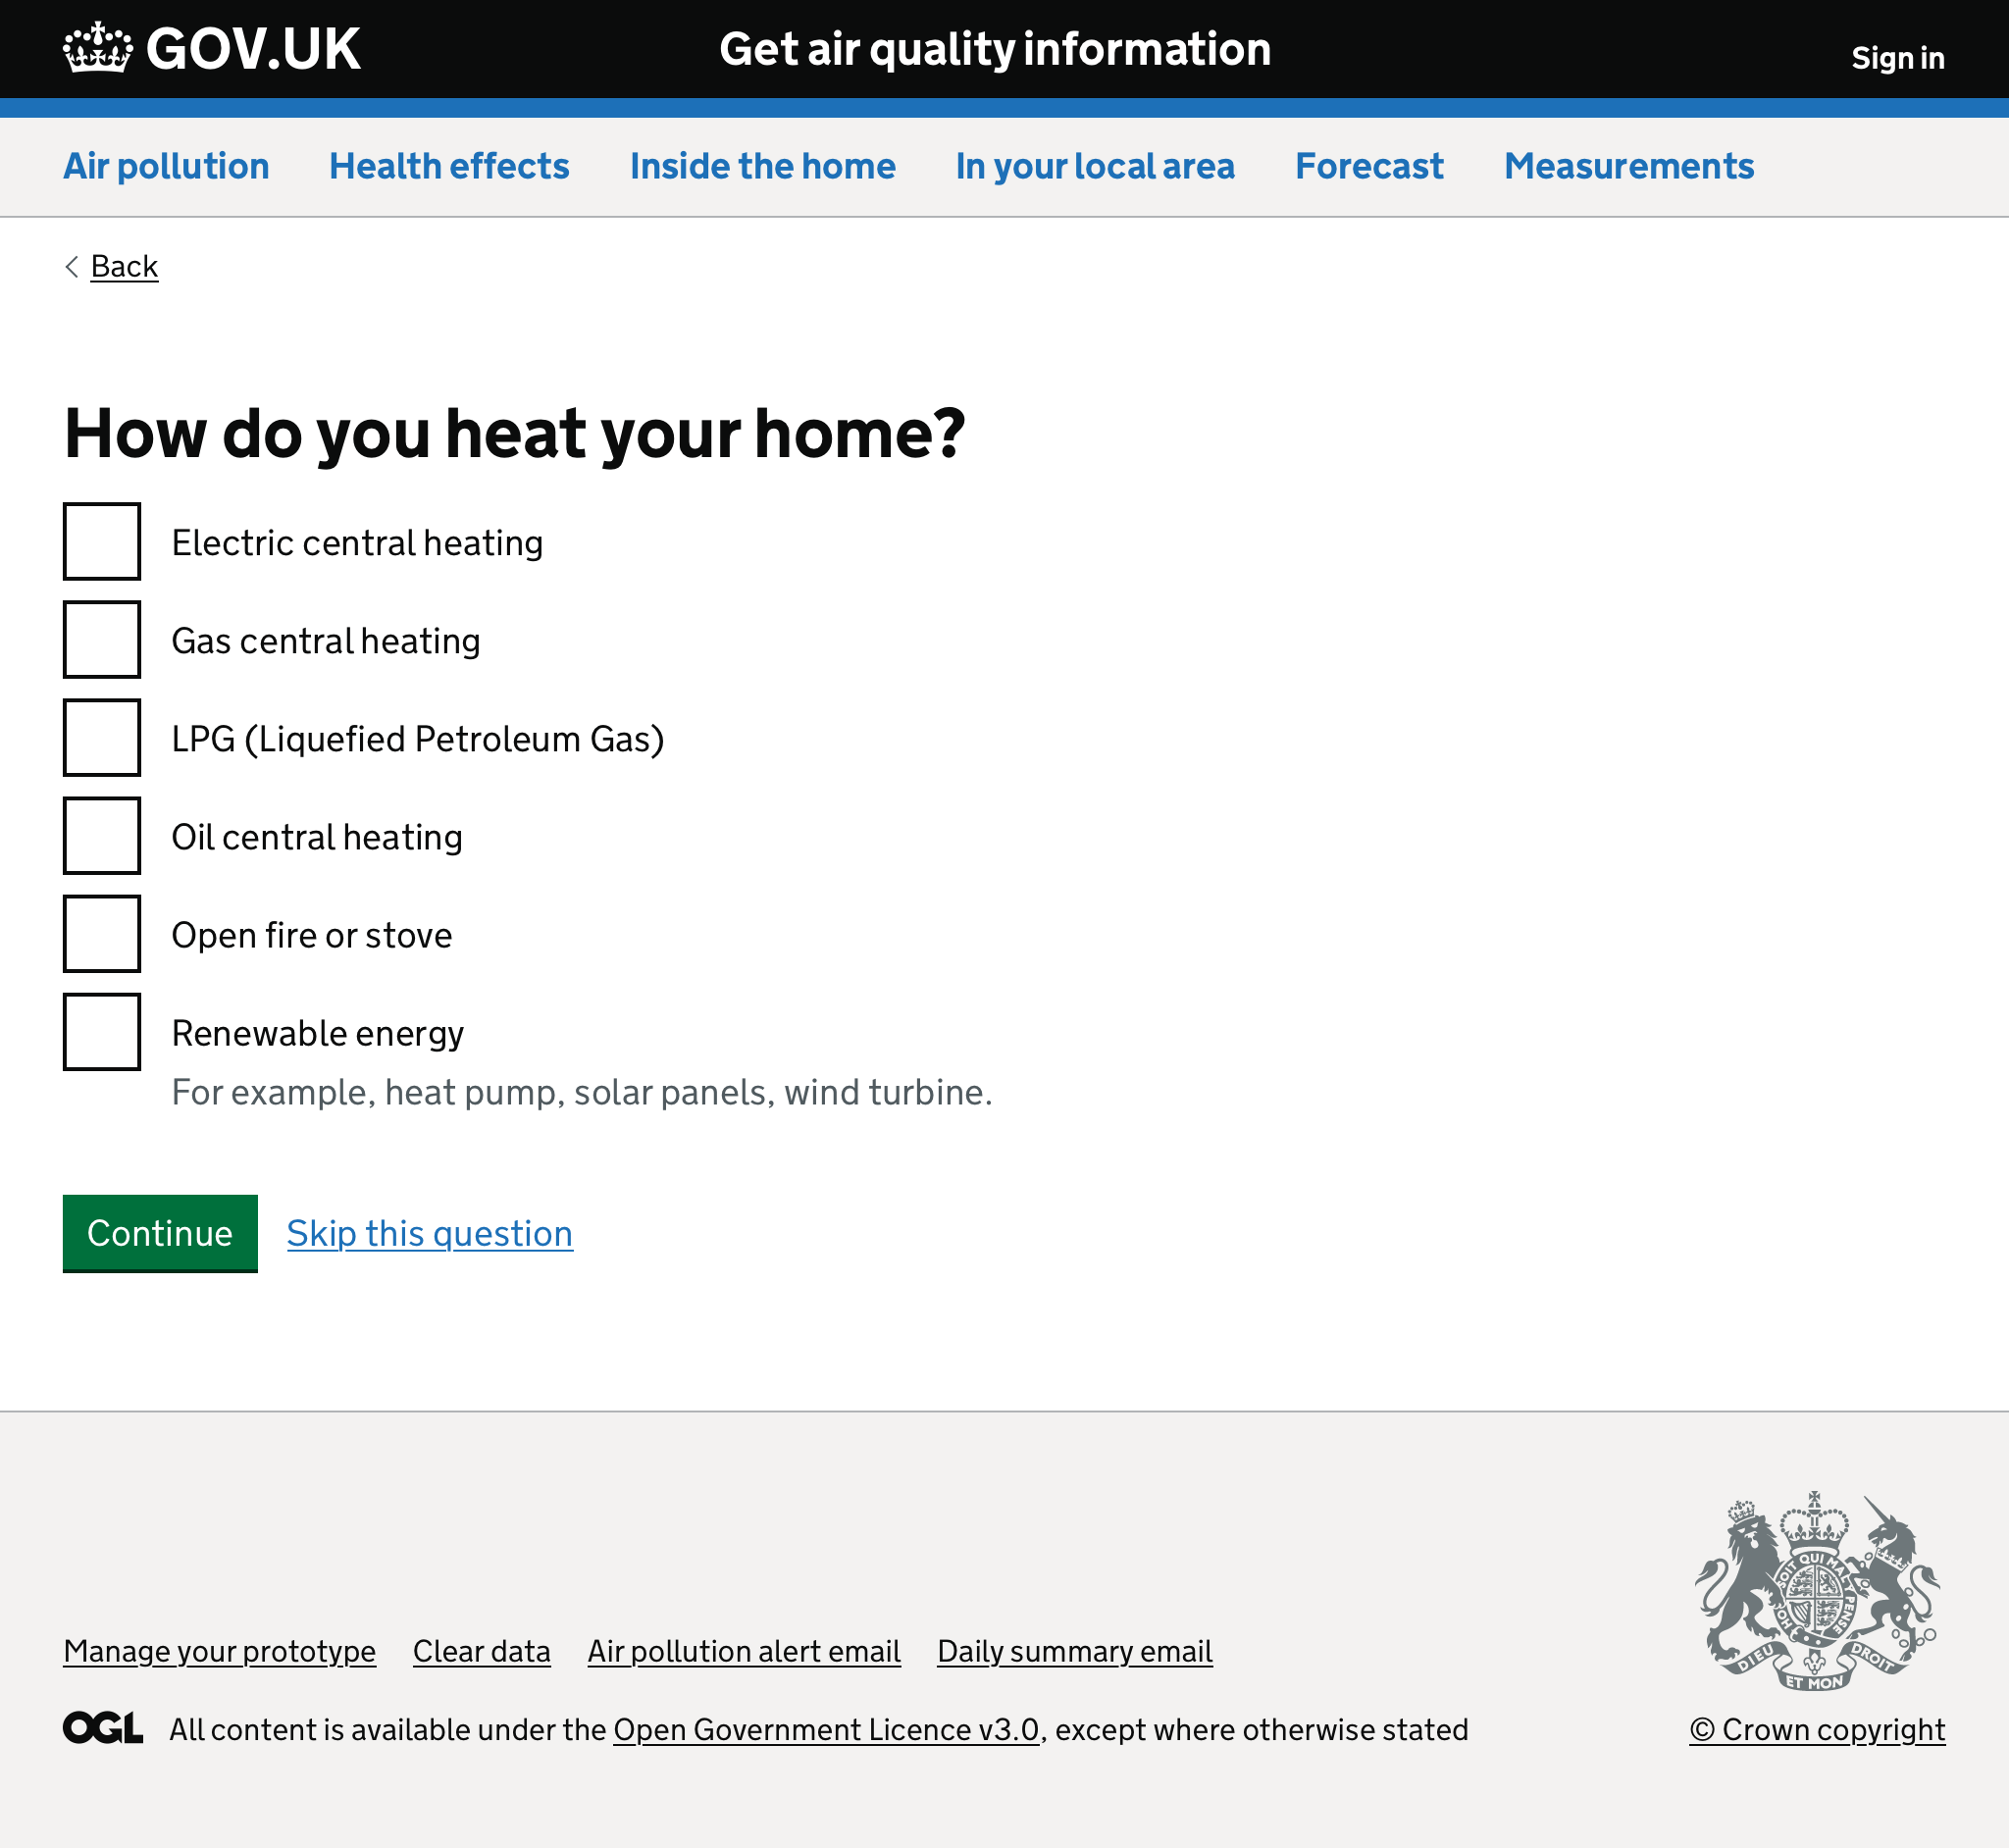 GOV.UK
Get air quality information
Sign in
Air pollution
Health effects
Inside the home
In your local area
Forecast
Measurements
Back
How do you heat your home?
Electric central heating
Gas central heating
LPG (Liquefied Petroleum Gas)
Oil central heating
Open fire or stove
Renewable energy
For example, heat pump, solar panels, wind turbine.
Continue
Skip this question
Manage your prototype
Clear data
Air pollution alert email
Daily summary email
OGL
All content is available under the Open Government Licence v3.0, except where otherwise stated
SOIT QUI MAL Y PENSE
DIEU ET MON DROIT
© Crown copyright